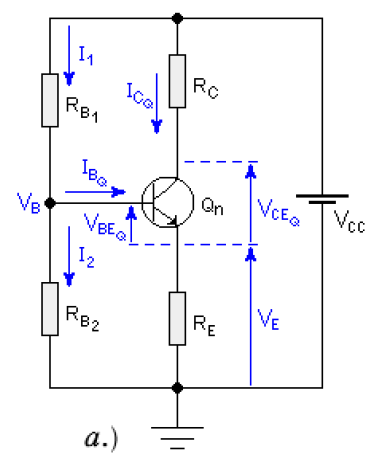 I1
RB1
RC
ICQ
IBQ
VB
VBEQ
Qn
VCEQ
VCC
I2
RB2
RE
VE
a.)